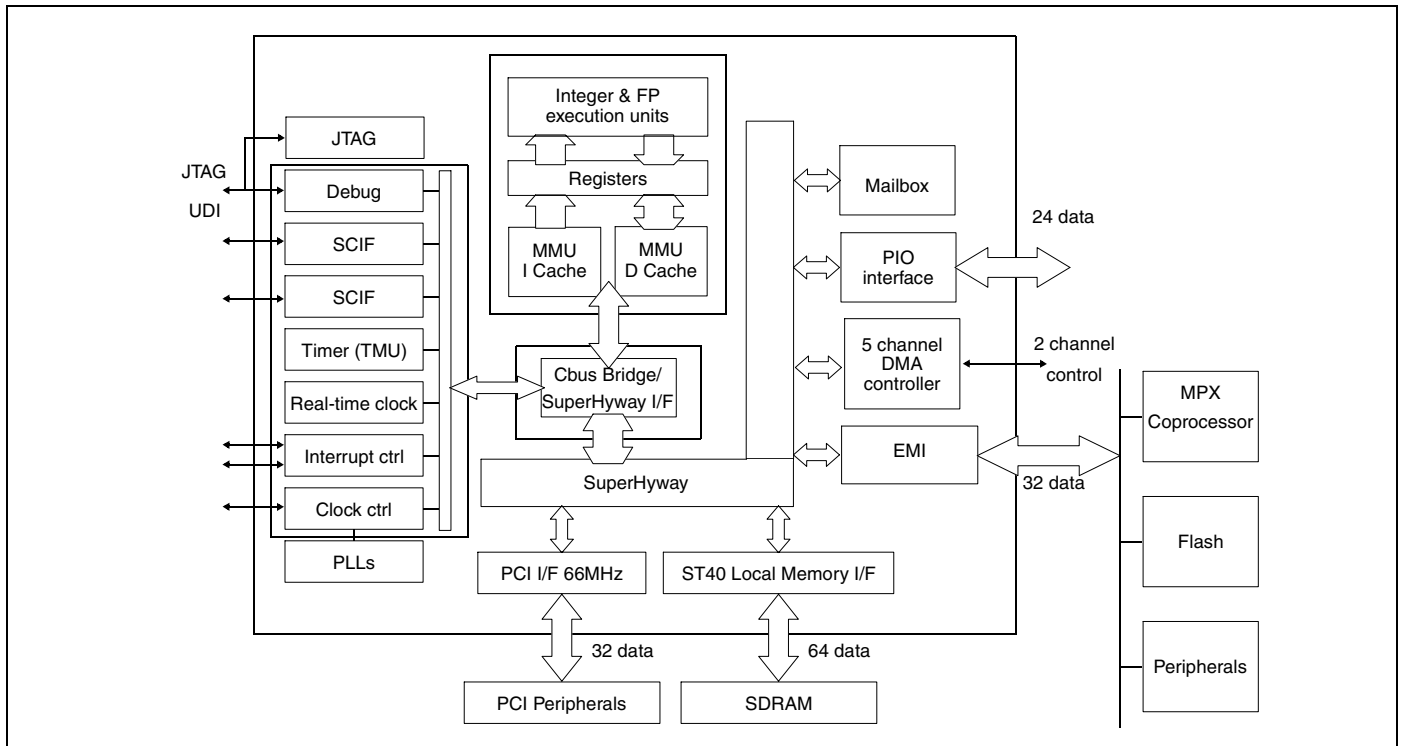 Integer & FP
execution units
Registers
MMU
I Cache
MMU
D Cache
JTAG
JTAG
UDI
Debug
SCIF
SCIF
Timer (TMU)
Real-time clock
Interrupt ctrl
Clock ctrl
PLLs
Cbus Bridge/
SuperHyway I/F
SuperHyway
Mailbox
PIO
interface
24 data
5 channel
DMA
controller
2 channel
control
EMI
32 data
MPX
Coprocessor
Flash
Peripherals
PCI I/F 66MHz
ST40 Local Memory I/F
32 data
64 data
PCI Peripherals
SDRAM